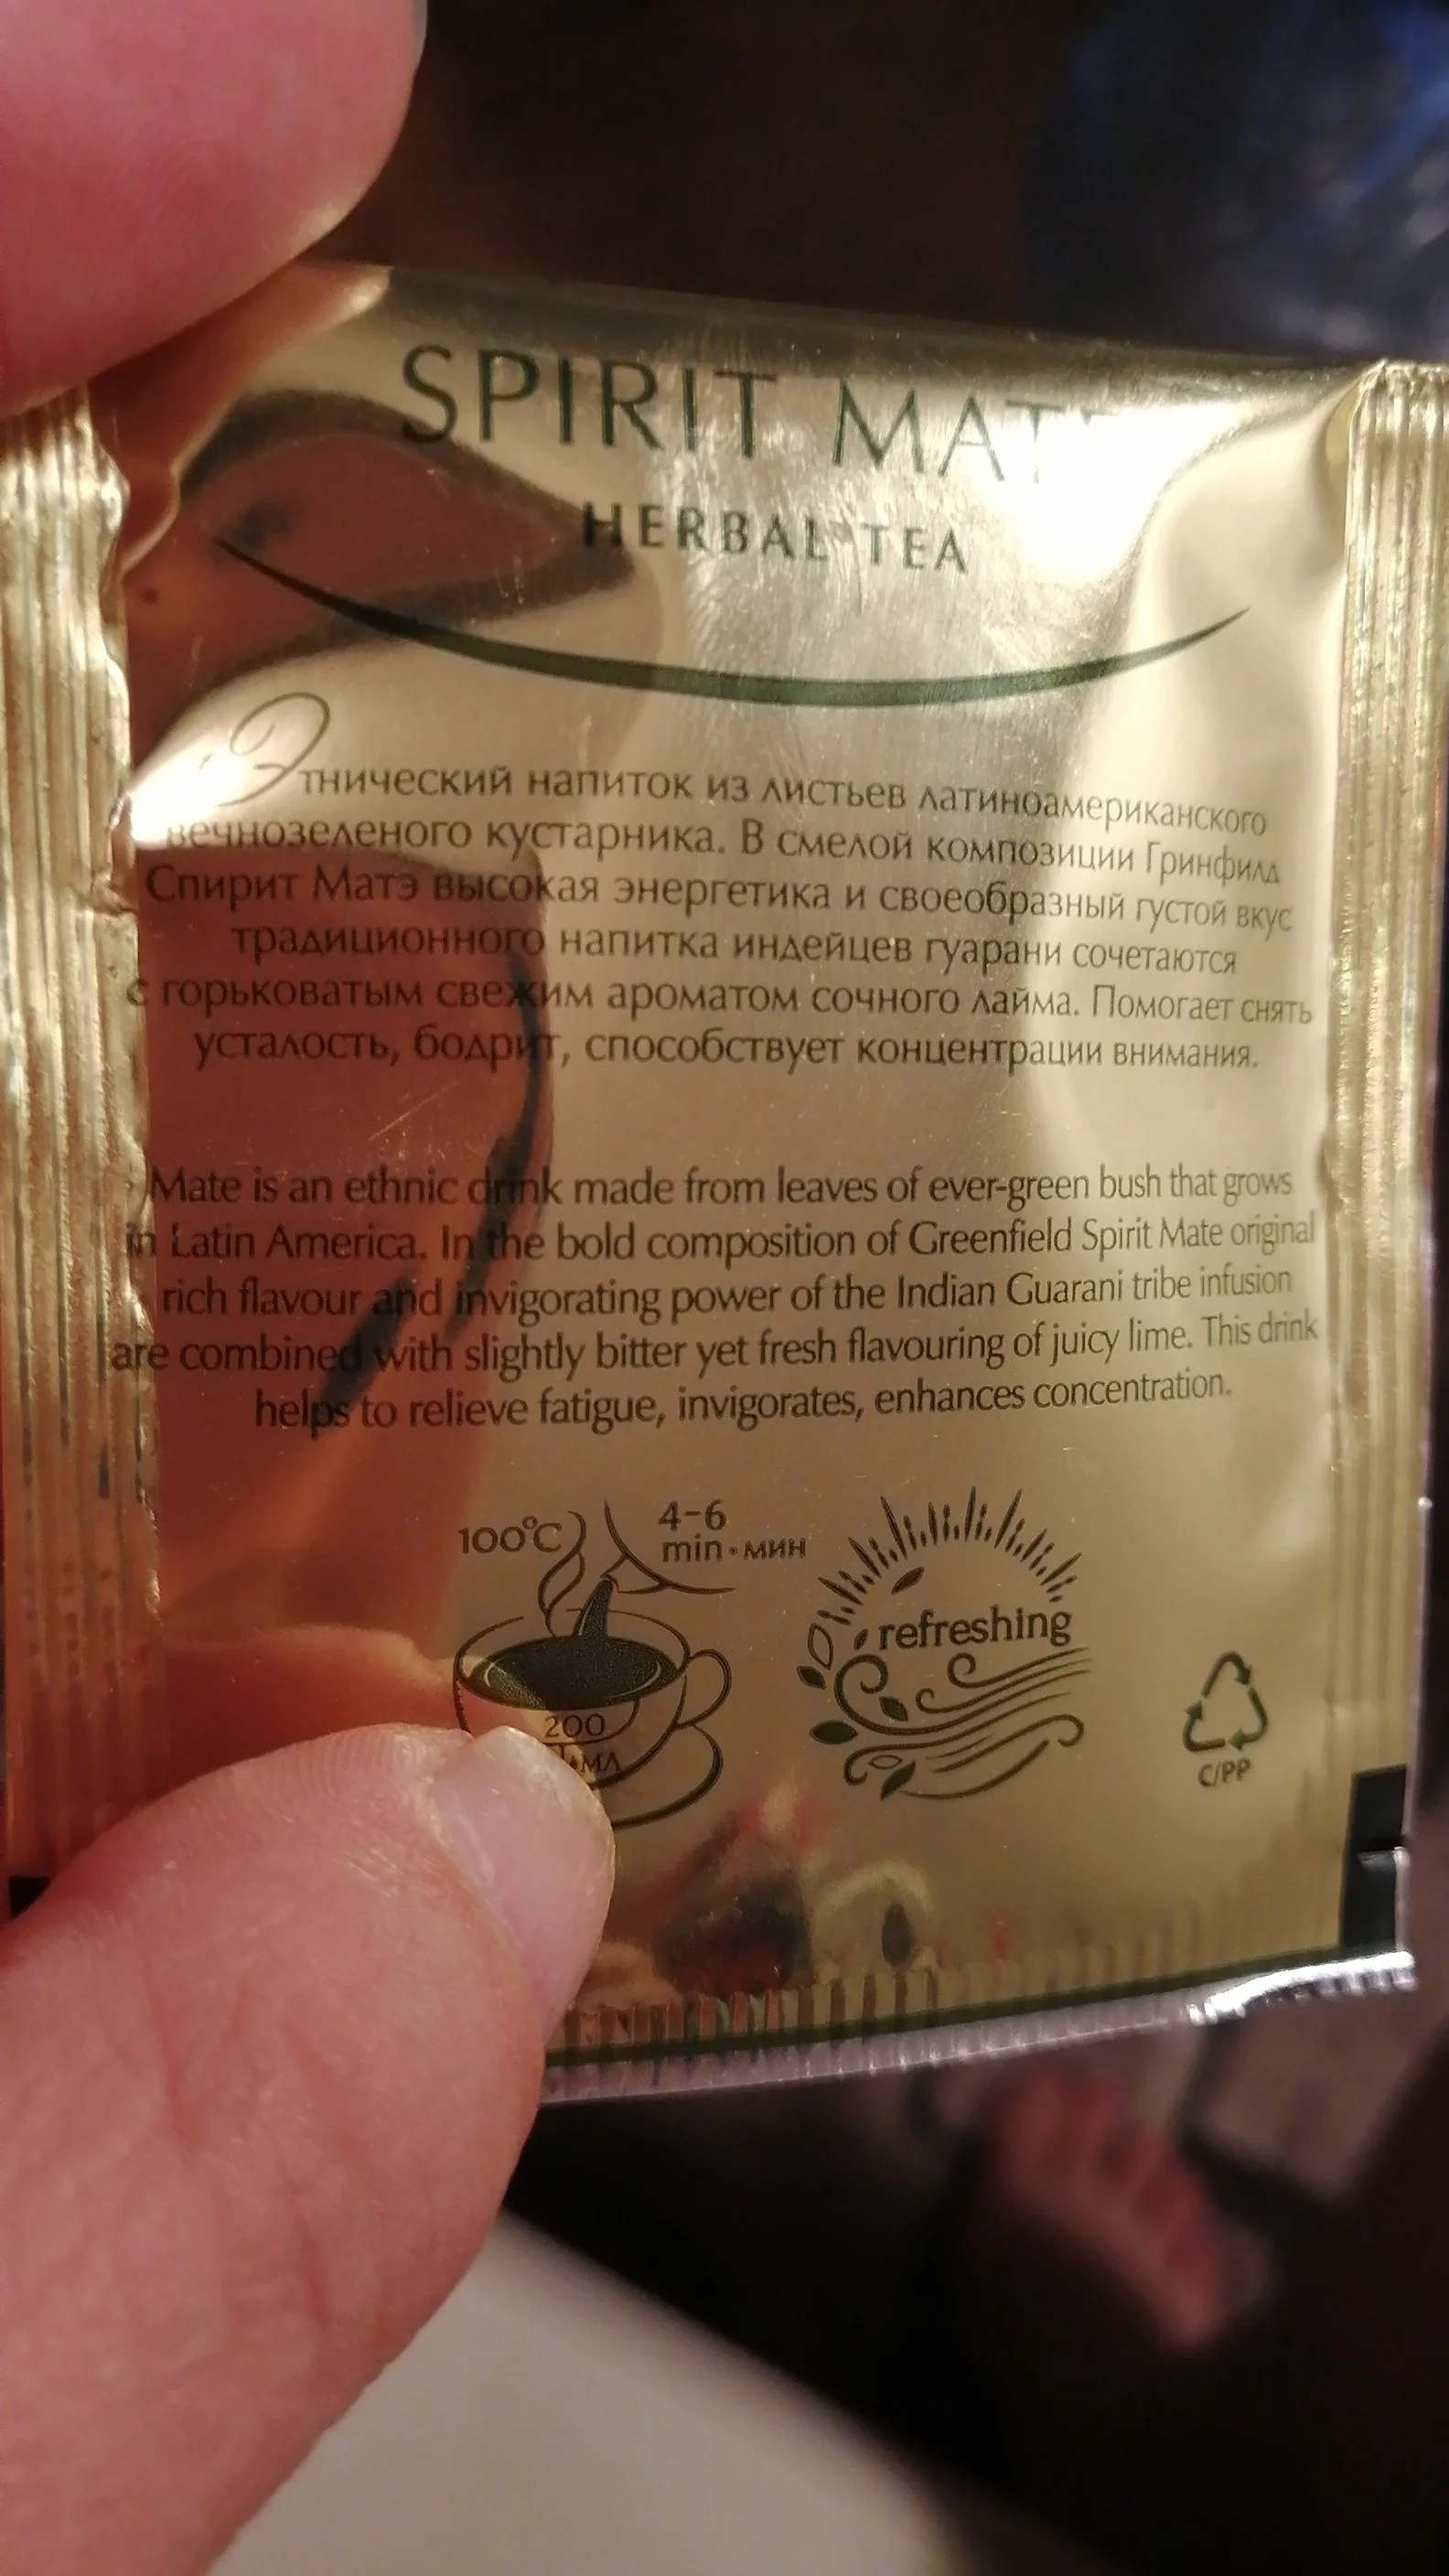 SPIRIT MATE
HERBAL TEA
Этнический напиток из листьев латиноамериканского
вечнозеленого кустарника. В смелой композиции Гринфилд
Спирит Матэ высокая энергетика и своеобразный густой вкус
традиционного напитка индейцев гуарани сочетаются
с горьковатым свежим ароматом сочного лайма. Помогает снять
усталость, бодрит, способствует концентрации внимания.
Mate is an ethnic drink made from leaves of ever-green bush that grows
in Latin America. In the bold composition of Greenfield Spirit Mate original
rich flavour and invigorating power of the Indian Guarani tribe infusion
are combined with slightly bitter yet fresh flavouring of juicy lime. This drink
helps to relieve fatigue, invigorates, enhances concentration.
100°C
4-6
min•мин
refreshing
200
мл
C/PP